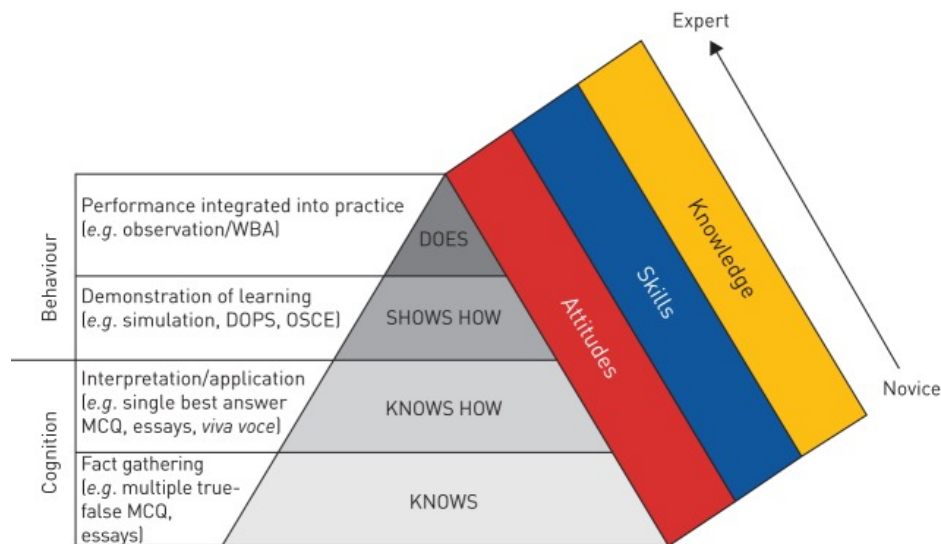 Expert
Performance integrated into practice
(e.g. observation/WBA)
DOES
Behaviour
Demonstration of learning
(e.g. simulation, DOPS, OSCE)
SHOWS HOW
Interpretation/application
(e.g. single best answer
MCQ, essays, viva voce)
KNOWS HOW
Cognition
Fact gathering
(e.g. multiple true-
false MCQ,
essays)
KNOWS
Attitudes
Skills
Knowledge
Novice